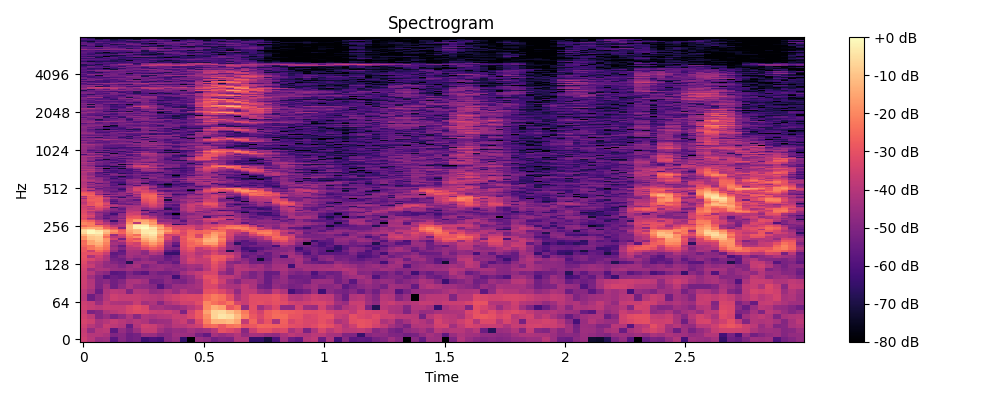 Spectrogram
+0 dB
4096
-10 dB
2048
-20 dB
1024
-30 dB
512
-40 dB
Hz
256
-50 dB
128
-60 dB
64
-70 dB
0
-80 dB
0 0.5 1 1.5 2 2.5
Time